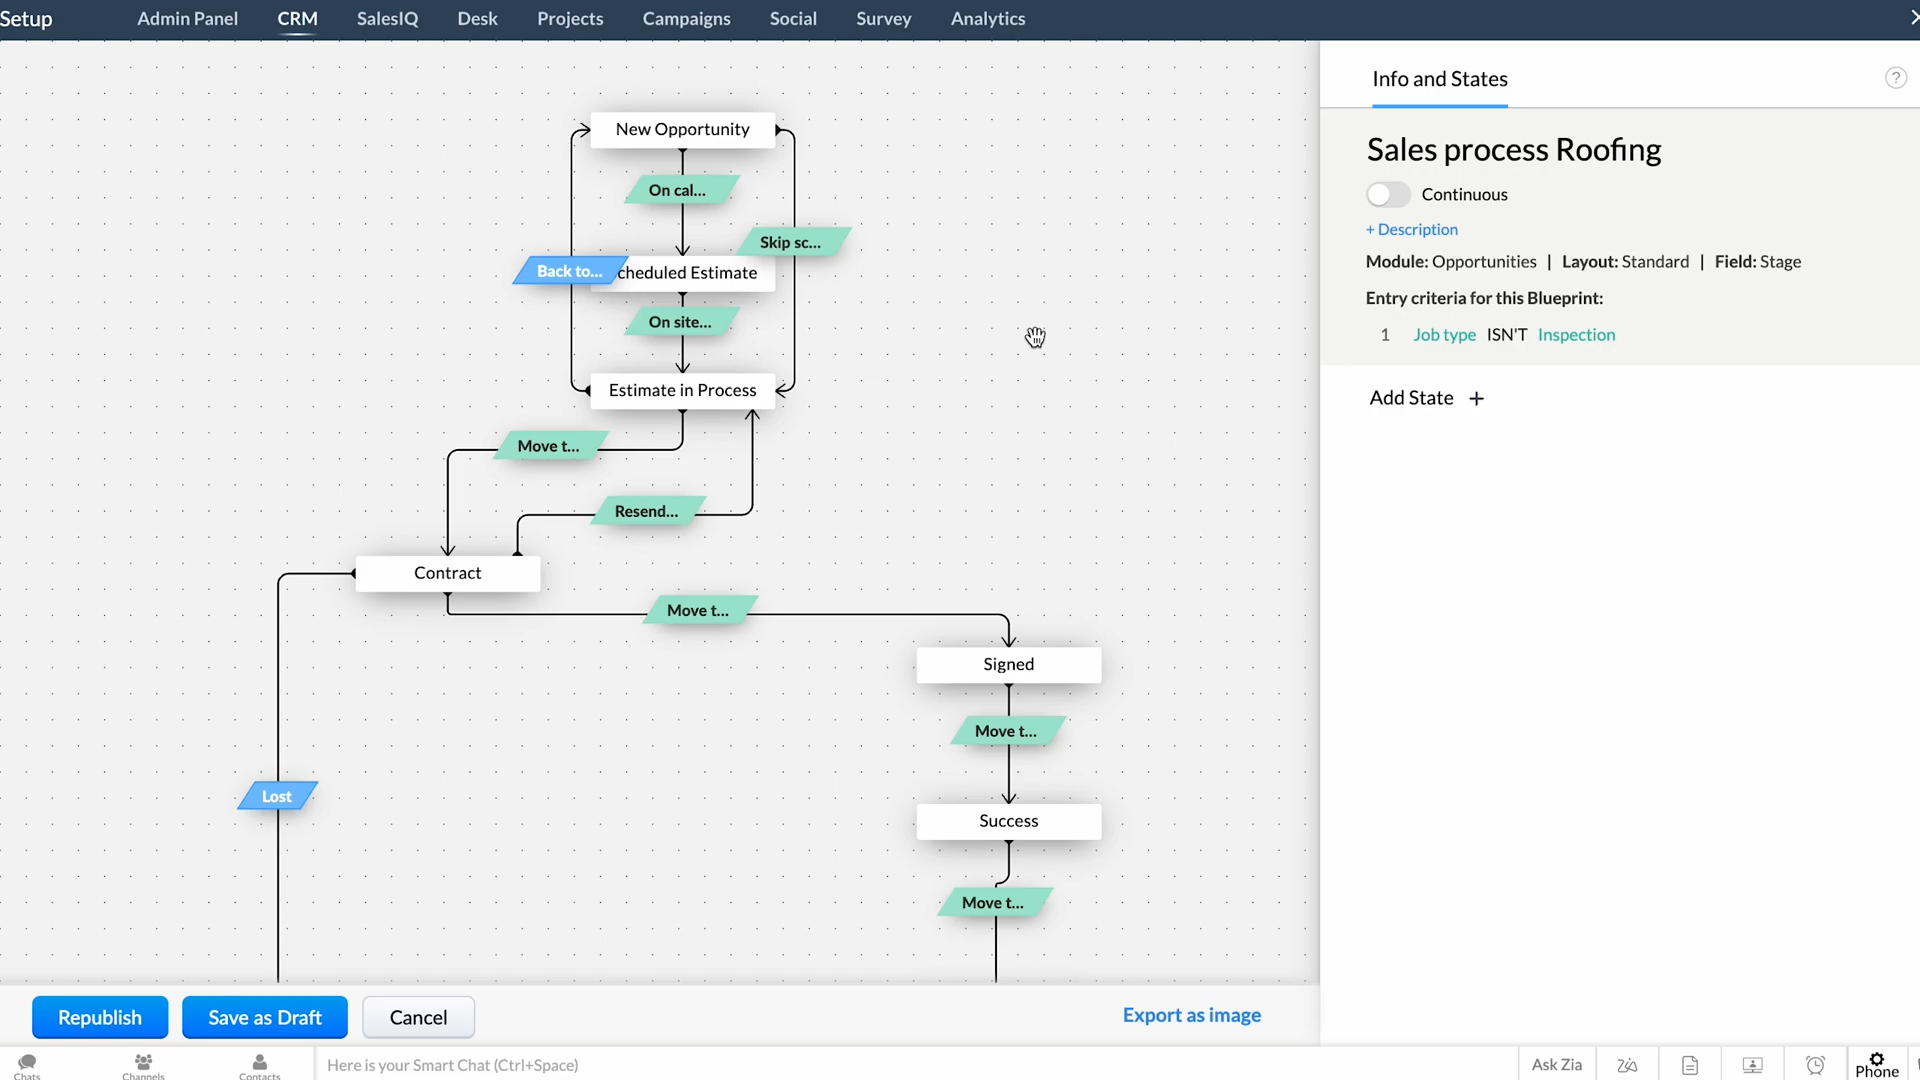 Setup
Admin Panel
CRM
SalesIQ
Desk
Projects
Campaigns
Social
Survey
Analytics
Info and States
?
Sales process Roofing
Continuous
+ Description
Module: Opportunities | Layout: Standard | Field: Stage
Entry criteria for this Blueprint:
1 Job type ISN'T Inspection
Add State +
New Opportunity
On cal...
Skip sc...
Back to...
cheduled Estimate
On site...
Estimate in Process
Move t...
Resend...
Contract
Move t...
Signed
Move t...
Lost
Success
Move t...
Republish
Save as Draft
Cancel
Export as image
Chats
Channels
Contacts
Here is your Smart Chat (Ctrl+Space)
Ask Zia
Phone